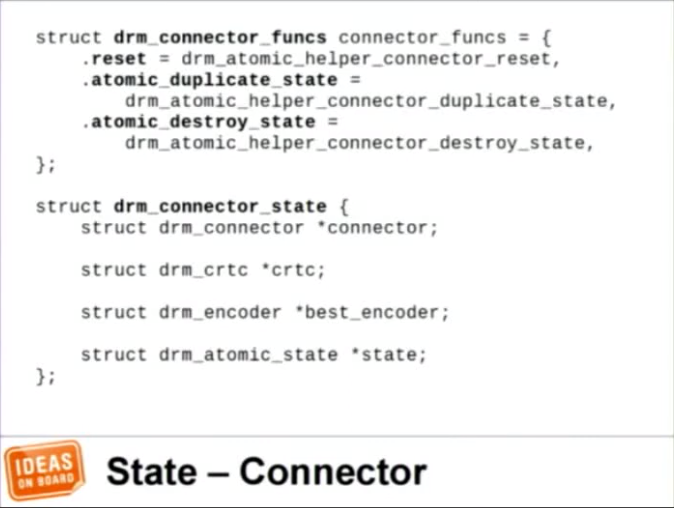 struct drm_connector_funcs connector_funcs = {
    .reset = drm_atomic_helper_connector_reset,
    .atomic_duplicate_state =
        drm_atomic_helper_connector_duplicate_state,
    .atomic_destroy_state =
        drm_atomic_helper_connector_destroy_state,
};
struct drm_connector_state {
    struct drm_connector *connector;
    struct drm_crtc *crtc;
    struct drm_encoder *best_encoder;
    struct drm_atomic_state *state;
};
IDEAS
ON BOARD
State – Connector